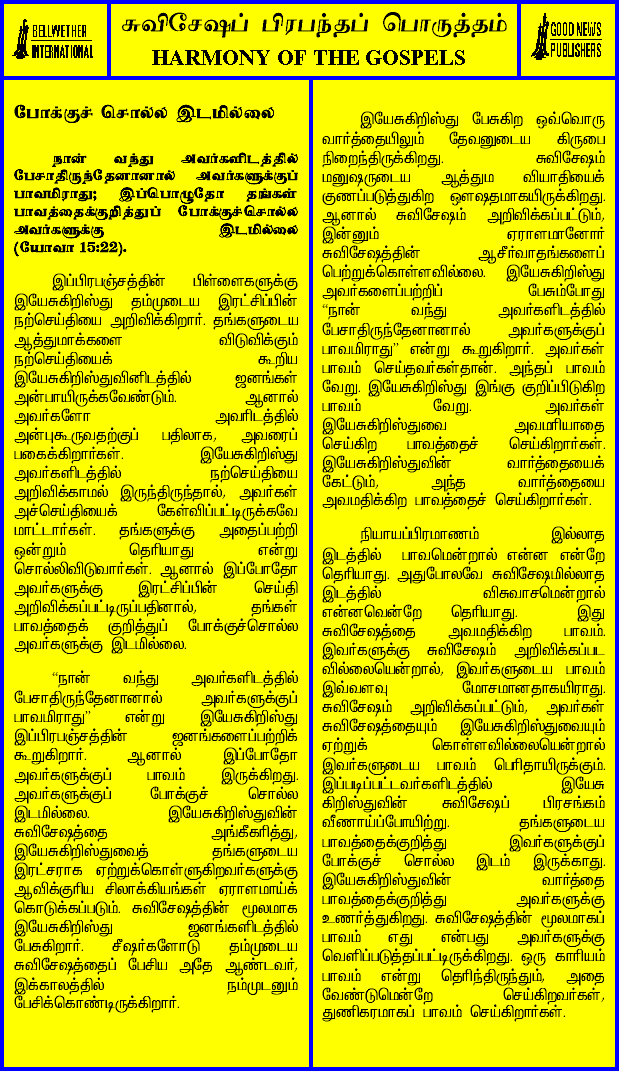 BELLWETHER
INTERNATIONAL
சுவிசேஷப் பிரபந்தப் பொருத்தம்
HARMONY OF THE GOSPELS
GOOD NEWS
PUBLISHERS
போக்குச் சொல்ல இடமில்லை
நான் வந்து அவர்களிடத்தில்
பேசாதிருந்தேனானால் அவர்களுக்குப்
பாவமிராது; இப்பொழுதோ தங்கள்
பாவத்தைக்குறித்துப் போக்குச்சொல்ல
அவர்களுக்கு இடமில்லை
(யோவா 15:22).
இப்பிரபஞ்சத்தின் பிள்ளைகளுக்கு
இயேசுகிறிஸ்து தம்முடைய இரட்சிப்பின்
நற்செய்தியை அறிவிக்கிறார். தங்களுடைய
ஆத்துமாக்களை விடுவிக்கும்
நற்செய்தியைக் கூறிய
இயேசுகிறிஸ்துவினிடத்தில் ஜனங்கள்
அன்பாயிருக்கவேண்டும். ஆனால்
அவர்களோ அவரிடத்தில்
அன்புகூருவதற்குப் பதிலாக, அவரைப்
பகைக்கிறார்கள். இயேசுகிறிஸ்து
அவர்களிடத்தில் நற்செய்தியை
அறிவிக்காமல் இருந்திருந்தால், அவர்கள்
அச்செய்தியைக் கேள்விப்பட்டிருக்கவே
மாட்டார்கள். தங்களுக்கு அதைப்பற்றி
ஒன்றும் தெரியாது என்று
சொல்லிவிடுவார்கள். ஆனால் இப்போதோ
அவர்களுக்கு இரட்சிப்பின் செய்தி
அறிவிக்கப்பட்டிருப்பதினால், தங்கள்
பாவத்தைக் குறித்துப் போக்குச்சொல்ல
அவர்களுக்கு இடமில்லை.
“நான் வந்து அவர்களிடத்தில்
பேசாதிருந்தேனானால் அவர்களுக்குப்
பாவமிராது” என்று இயேசுகிறிஸ்து
இப்பிரபஞ்சத்தின் ஜனங்களைப்பற்றிக்
கூறுகிறார். ஆனால் இப்போதோ
அவர்களுக்குப் பாவம் இருக்கிறது.
அவர்களுக்குப் போக்குச் சொல்ல
இடமில்லை. இயேசுகிறிஸ்துவின்
சுவிசேஷத்தை அங்கீகரித்து,
இயேசுகிறிஸ்துவைத் தங்களுடைய
இரட்சராக ஏற்றுக்கொள்ளுகிறவர்களுக்கு
ஆவிக்குரிய சிலாக்கியங்கள் ஏராளமாய்க்
கொடுக்கப்படும். சுவிசேஷத்தின் மூலமாக
இயேசுகிறிஸ்து ஜனங்களிடத்தில்
பேசுகிறார். சீஷர்களோடு தம்முடைய
சுவிசேஷத்தைப் பேசிய அதே ஆண்டவர்,
இக்காலத்தில் நம்முடனும்
பேசிக்கொண்டிருக்கிறார்.
இயேசுகிறிஸ்து பேசுகிற ஒவ்வொரு
வார்த்தையிலும் தேவனுடைய கிருபை
நிறைந்திருக்கிறது. சுவிசேஷம்
மனுஷருடைய ஆத்தும வியாதியைக்
குணப்படுத்துகிற ஔஷதமாகயிருக்கிறது.
ஆனால் சுவிசேஷம் அறிவிக்கப்பட்டும்,
இன்னும் ஏராளமானோர்
சுவிசேஷத்தின் ஆசீர்வாதங்களைப்
பெற்றுக்கொள்ளவில்லை. இயேசுகிறிஸ்து
அவர்களைப்பற்றிப் பேசும்போது
“நான் வந்து அவர்களிடத்தில்
பேசாதிருந்தேனானால் அவர்களுக்குப்
பாவமிராது” என்று கூறுகிறார். அவர்கள்
பாவம் செய்தவர்கள்தான். அந்தப் பாவம்
வேறு. இயேசுகிறிஸ்து இங்கு குறிப்பிடுகிற
பாவம் வேறு. அவர்கள்
இயேசுகிறிஸ்துவை அவமரியாதை
செய்கிற பாவத்தைச் செய்கிறார்கள்.
இயேசுகிறிஸ்துவின் வார்த்தையைக்
கேட்டும், அந்த வார்த்தையை
அவமதிக்கிற பாவத்தைச் செய்கிறார்கள்.
நியாயப்பிரமாணம் இல்லாத
இடத்தில் பாவமென்றால் என்ன என்றே
தெரியாது. அதுபோலவே சுவிசேஷமில்லாத
இடத்தில் விசுவாசமென்றால்
என்னவென்றே தெரியாது. இது
சுவிசேஷத்தை அவமதிக்கிற பாவம்.
இவர்களுக்கு சுவிசேஷம் அறிவிக்கப்பட
வில்லையென்றால், இவர்களுடைய பாவம்
இவ்வளவு மோசமானதாகயிராது.
சுவிசேஷம் அறிவிக்கப்பட்டும், அவர்கள்
சுவிசேஷத்தையும் இயேசுகிறிஸ்துவையும்
ஏற்றுக் கொள்ளவில்லையென்றால்
இவர்களுடைய பாவம் பெரிதாயிருக்கும்.
இப்படிப்பட்டவர்களிடத்தில் இயேசு
கிறிஸ்துவின் சுவிசேஷப் பிரசங்கம்
வீணாய்ப்போயிற்று. தங்களுடைய
பாவத்தைக்குறித்து இவர்களுக்குப்
போக்குச் சொல்ல இடம் இருக்காது.
இயேசுகிறிஸ்துவின் வார்த்தை
பாவத்தைக்குறித்து அவர்களுக்கு
உணர்த்துகிறது. சுவிசேஷத்தின் மூலமாகப்
பாவம் எது என்பது அவர்களுக்கு
வெளிப்படுத்தப்பட்டிருக்கிறது. ஒரு காரியம்
பாவம் என்று தெரிந்திருந்தும், அதை
வேண்டுமென்றே செய்கிறவர்கள்,
துணிகரமாகப் பாவம் செய்கிறார்கள்.